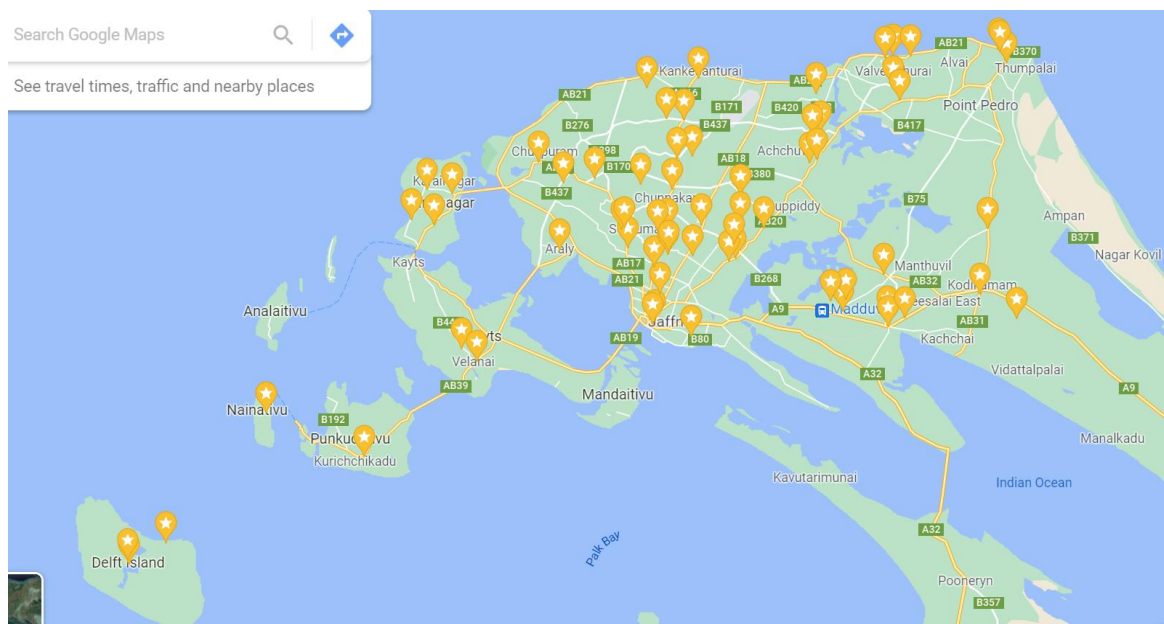 Search Google Maps
See travel times, traffic and nearby places
AB21
B370
Alvai
Thumpalai
Point Pedro
AB21
B276
B171
B420
B437
B417
AB18
B170
B437
B380
B75
Ampan
B371
Nagar Kovil
Araly
AB17
AB21
Kayts
Manthuvil
AB32
B268
Analaitivu
A9
AB31
Kachchai
AB19
B80
Velanai
AB39
Mandaitivu
A32
Vidattalpalai
A9
Nainativu
B192
Kurichchikadu
Manalkadu
Kavutarimunai
Indian Ocean
A32
Palk Bay
Delft Island
Pooneryn
B357